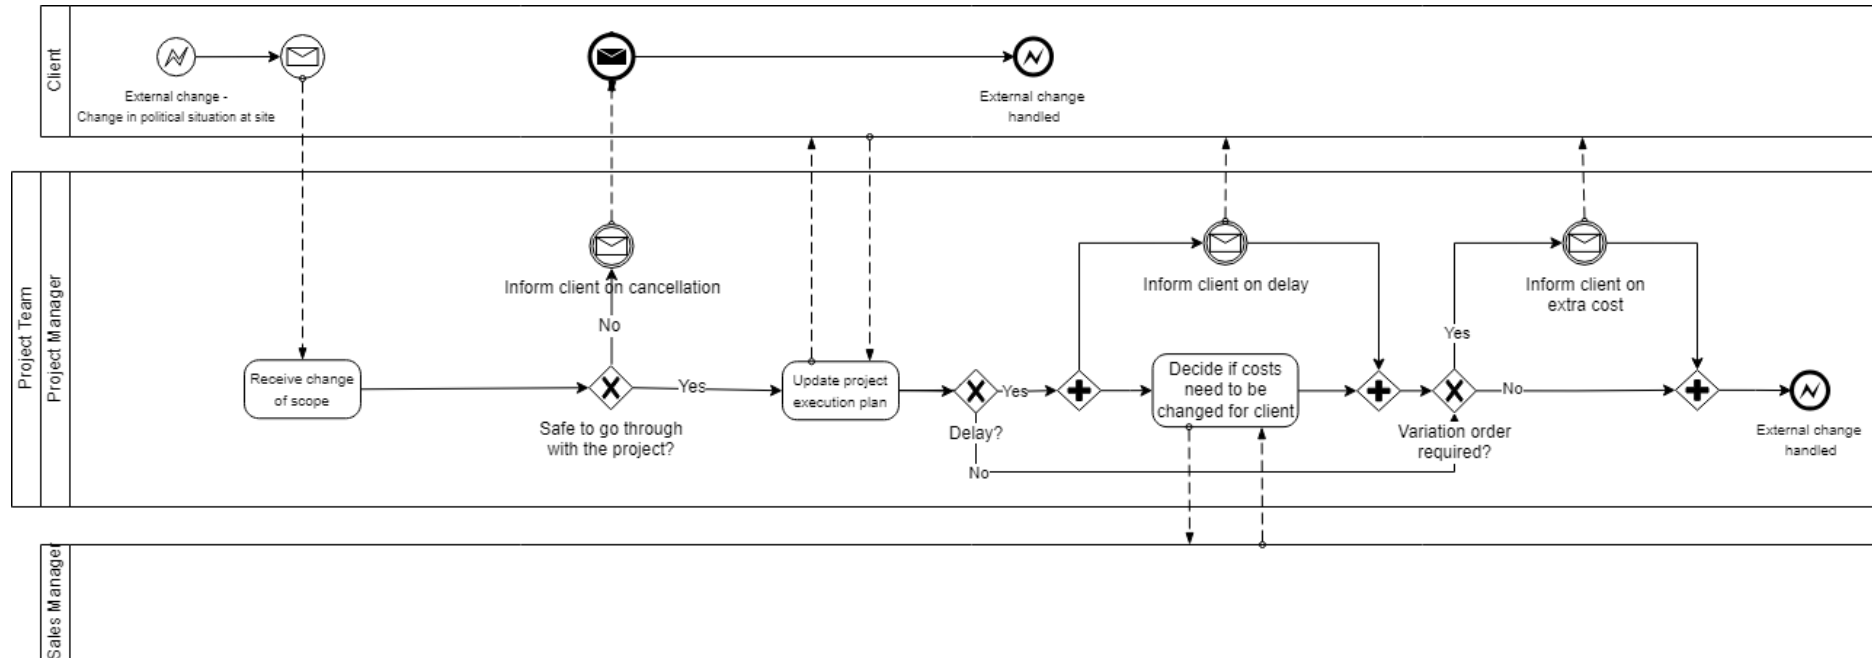 Client
External change -
Change in political situation at site
External change
handled
Project Team
Project Manager
Inform client on cancellation
No
Receive change
of scope
Safe to go through
with the project?
Yes
Update project
execution plan
Delay?
Yes
No
Inform client on delay
Decide if costs
need to be
changed for client
Variation order
required?
Yes
No
Inform client on
extra cost
External change
handled
Sales Manager